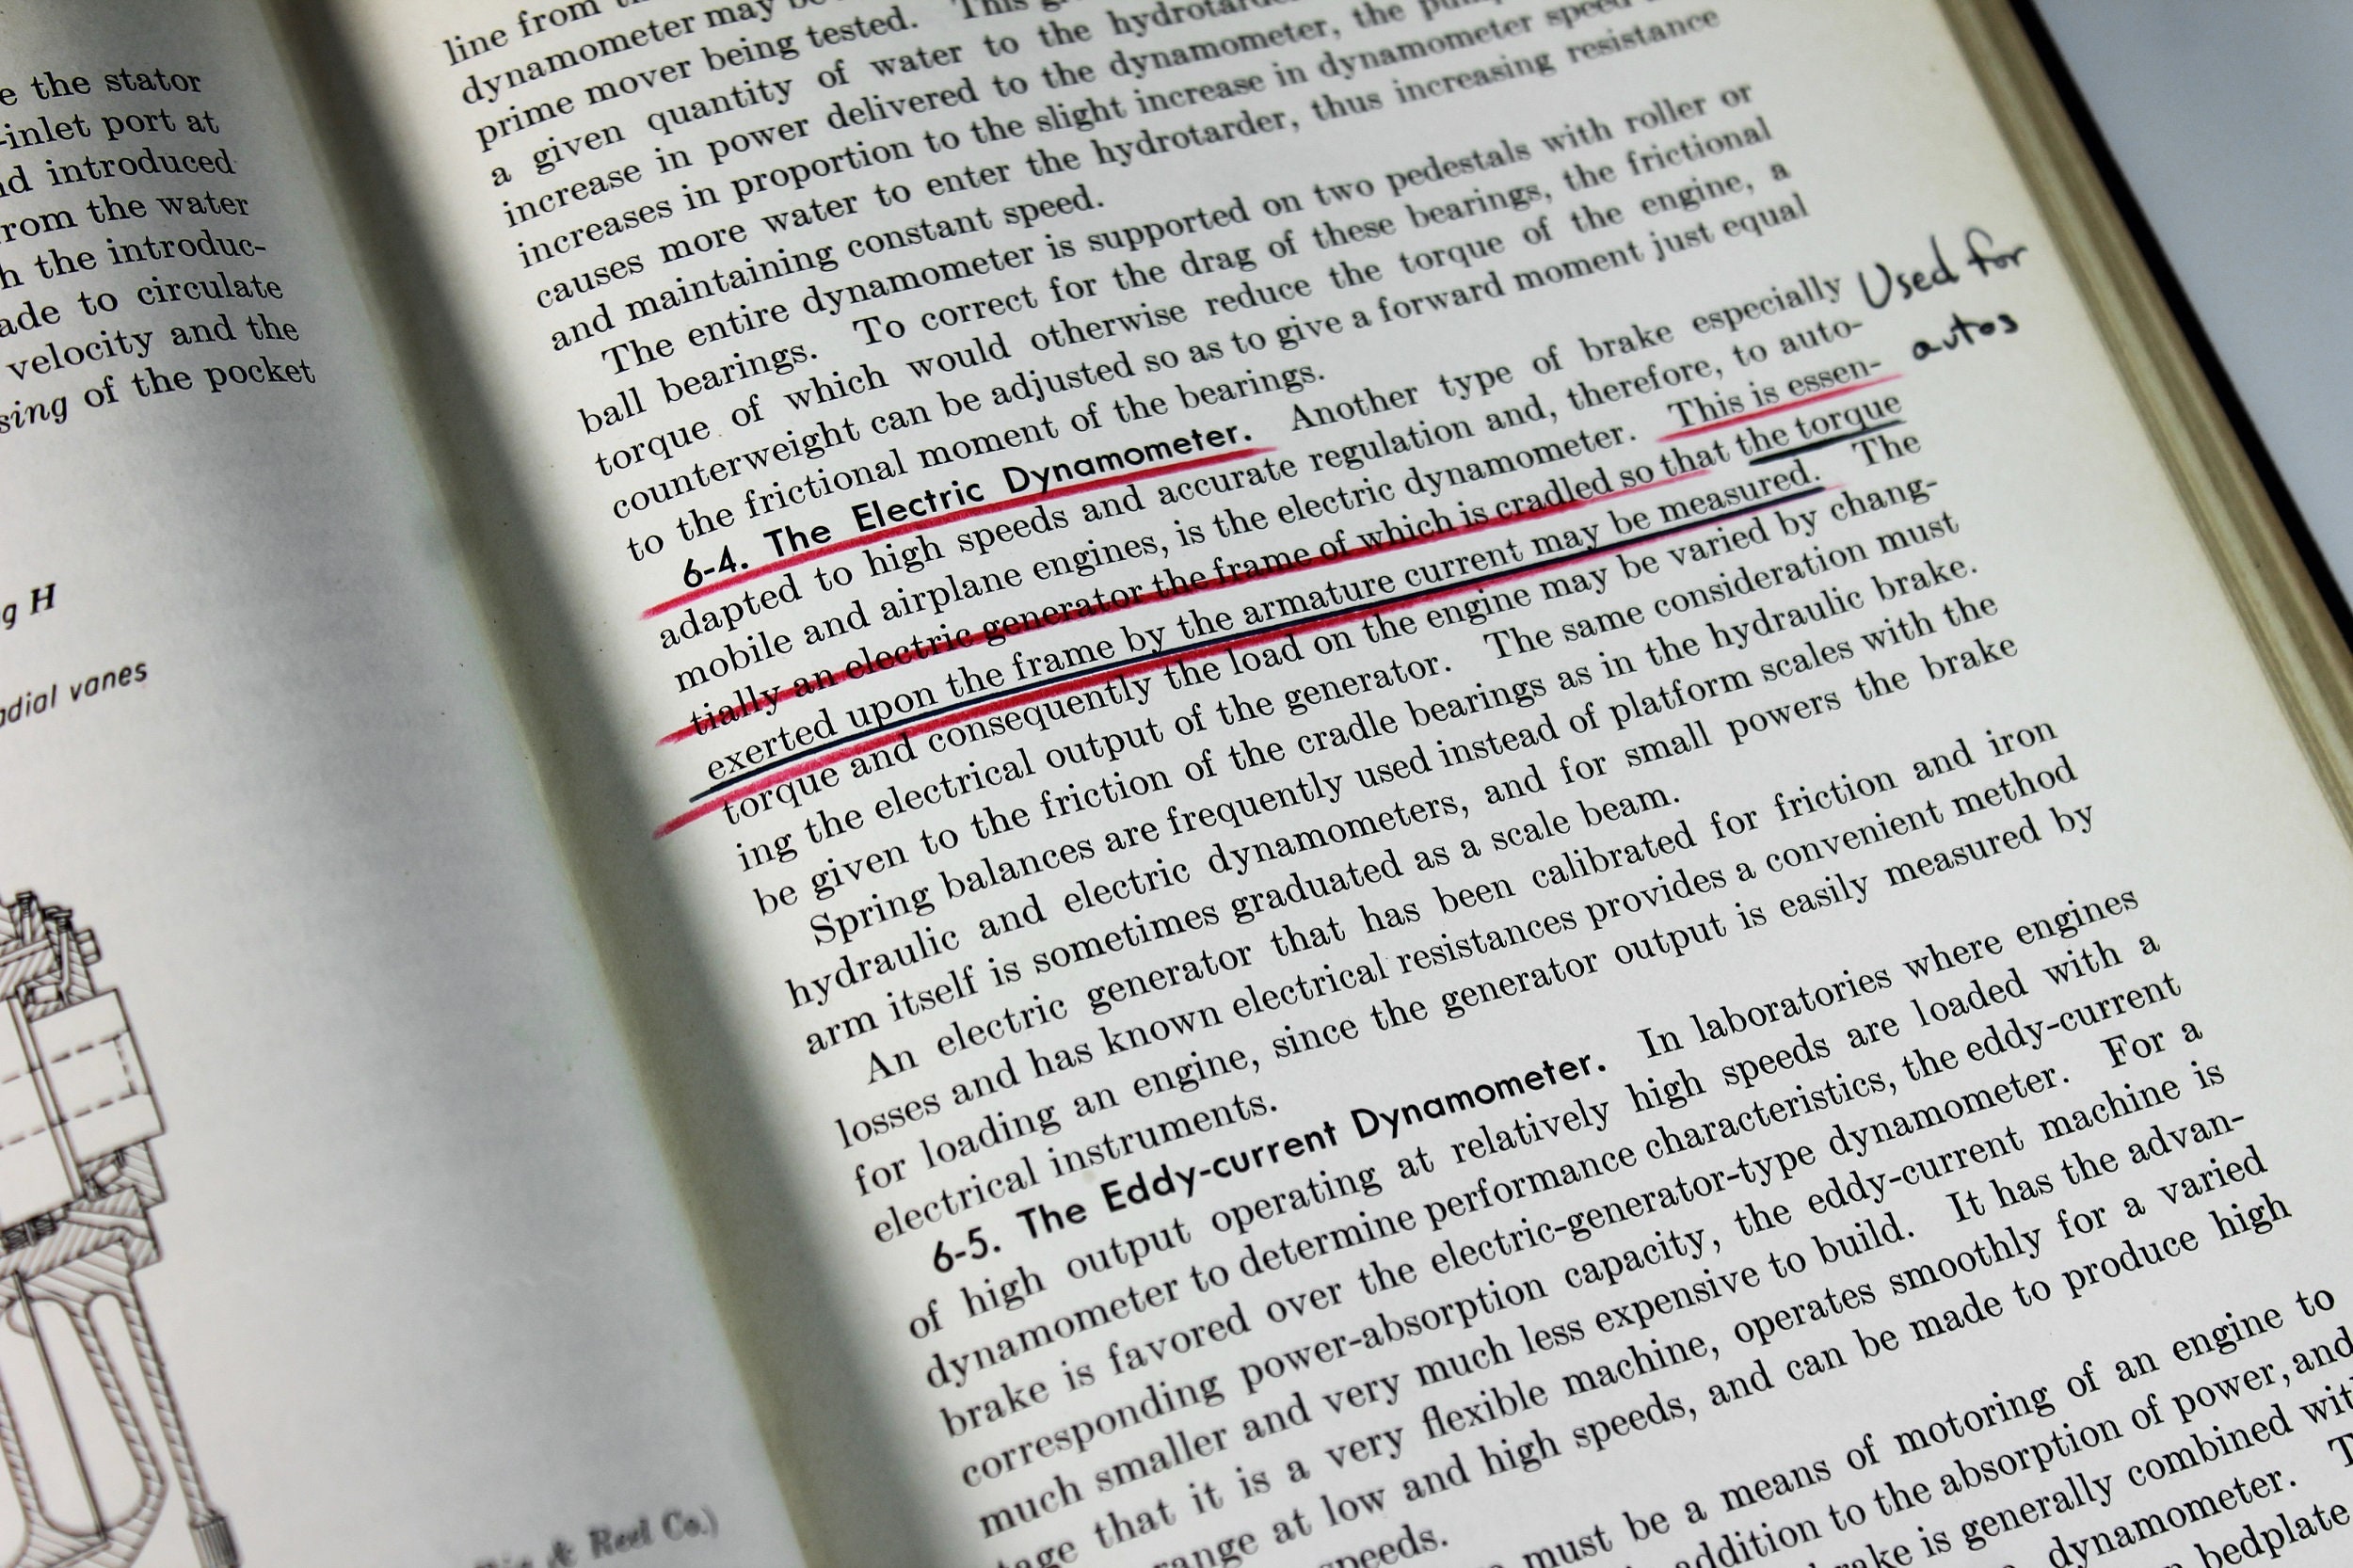 e the stator
-inlet port at
nd introduced
rom the water
h the introduc-
ade to circulate
velocity and the
sing of the pocket
g H
adial vanes
& Reel Co.)
line from
dynamometer may be
prime mover being tested. This
a given quantity of water to the
increase in power delivered to the dynamometer, the
increases in proportion to the slight increase in dynamometer speed
causes more water to enter the hydrotarder, thus increasing resistance
and maintaining constant speed.
The entire dynamometer is supported on two pedestals with roller or
ball bearings. To correct for the drag of these bearings, the frictional
torque of which would otherwise reduce the torque of the engine, a
counterweight can be adjusted so as to give a forward moment just equal
to the frictional moment of the bearings.
6-4. The Electric Dynamometer. Another type of brake especially
adapted to high speeds and accurate regulation and, therefore, to auto-
mobile and airplane engines, is the electric dynamometer. This is essen-
tially an electric generator the frame of which is cradled so that the torque
exerted upon the frame by the armature current may be measured. The
torque and consequently the load on the engine may be varied by chang-
ing the electrical output of the generator. The same consideration must
be given to the friction of the cradle bearings as in the hydraulic brake.
Spring balances are frequently used instead of platform scales with the
hydraulic and electric dynamometers, and for small powers the brake
arm itself is sometimes graduated as a scale beam.
An electric generator that has been calibrated for friction and iron
losses and has known electrical resistances provides a convenient method
for loading an engine, since the generator output is easily measured by
electrical instruments.
6-5. The Eddy-current Dynamometer. In laboratories where engines
of high output operating at relatively high speeds are loaded with a
dynamometer to determine performance characteristics, the eddy-current
brake is favored over the electric-generator-type dynamometer. For a
corresponding power-absorption capacity, the eddy-current machine is
much smaller and very much less expensive to build. It has the advan-
tage that it is a very flexible machine, operates smoothly for a varied
range at low and high speeds, and can be made to produce high
speeds.
must be a means of motoring of an engine to
addition to the absorption of power, and
is generally combined with
dynamometer.
bedplate
Used for
autos